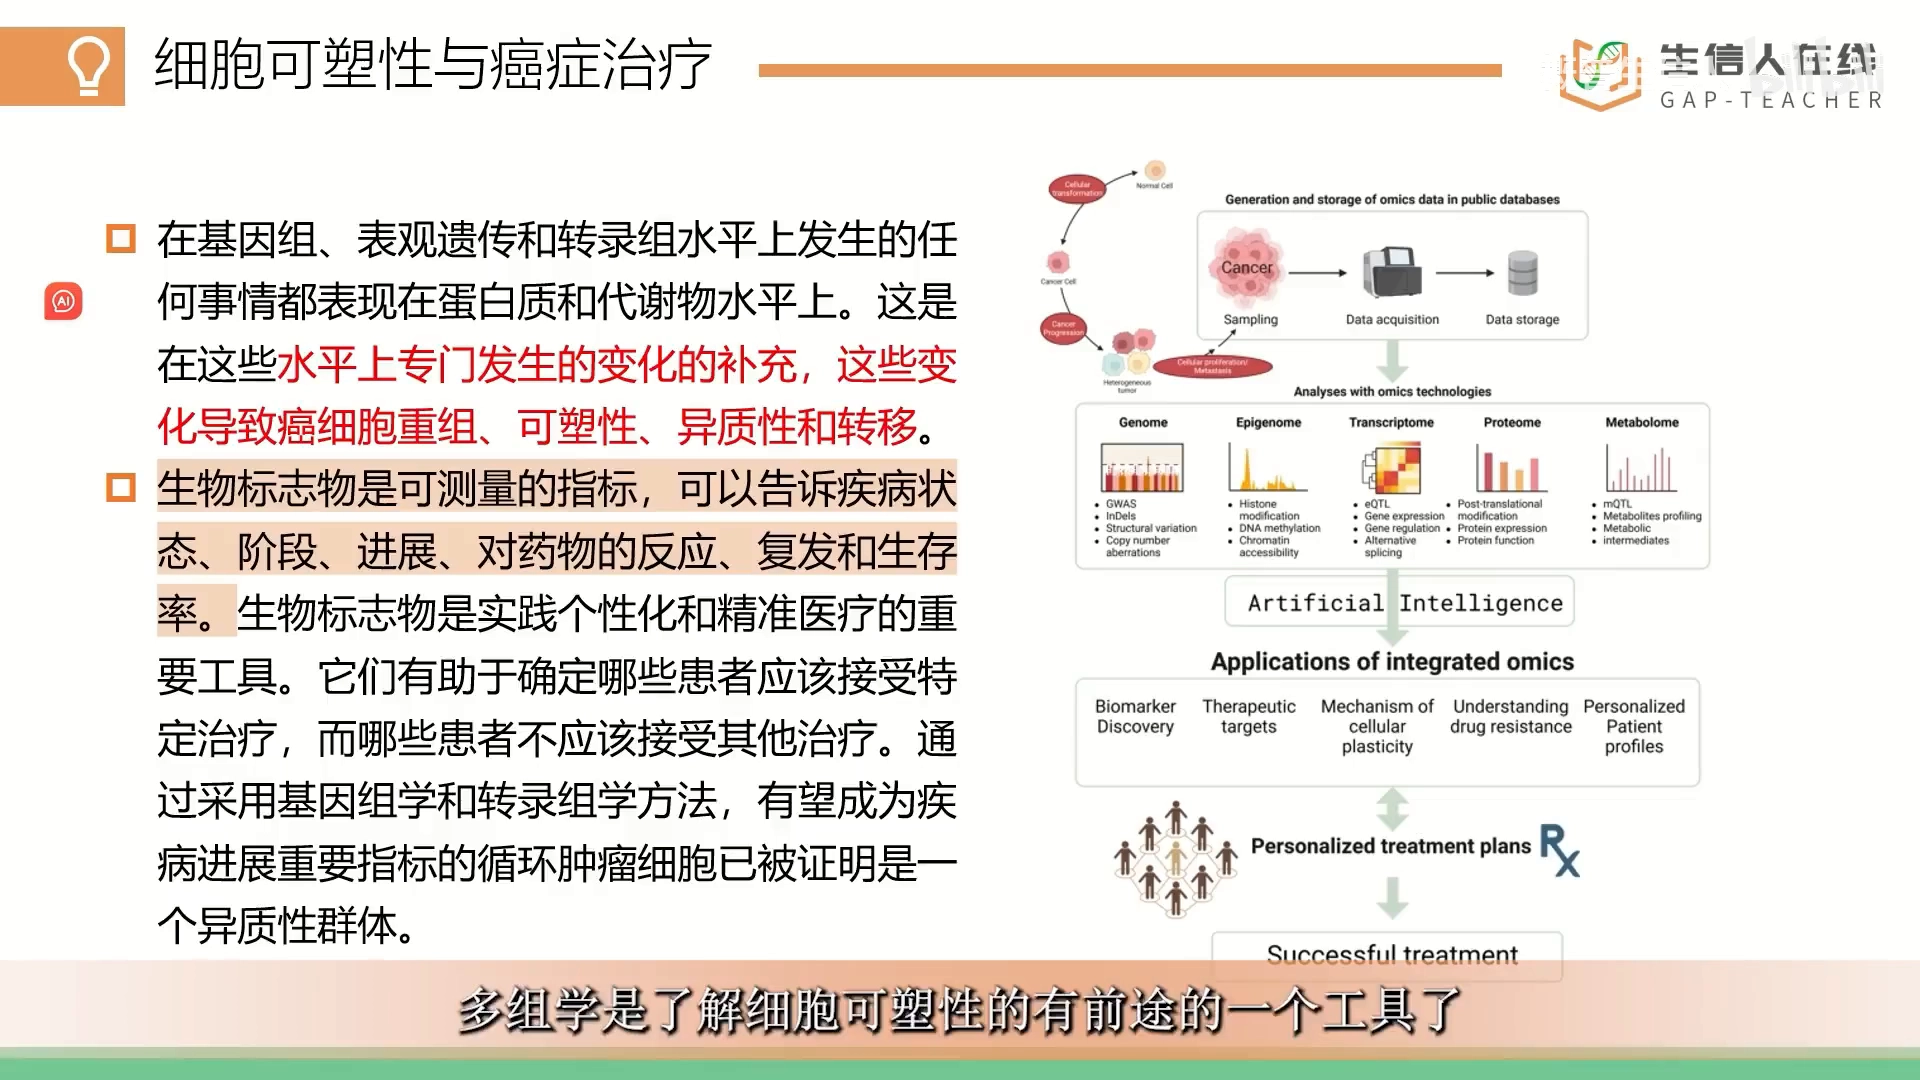 细胞可塑性与癌症治疗
生信人在线
GAP-TEACHER
在基因组、表观遗传和转录组水平上发生的任
何事情都表现在蛋白质和代谢物水平上。这是
在这些水平上专门发生的变化的补充，这些变
化导致癌细胞重组、可塑性、异质性和转移。
生物标志物是可测量的指标，可以告诉疾病状
态、阶段、进展、对药物的反应、复发和生存
率。生物标志物是实践个性化和精准医疗的重
要工具。它们有助于确定哪些患者应该接受特
定治疗，而哪些患者不应该接受其他治疗。通
过采用基因组学和转录组学方法，有望成为疾
病进展重要指标的循环肿瘤细胞已被证明是一
个异质性群体。
AI
Cellular
transformation
Normal Cell
Cancer Cell
Cancer
Progression
Heterogeneous
tumor
Cellular proliferation/
Metastasis
Generation and storage of omics data in public databases
Cancer
Sampling
Data acquisition
Data storage
Analyses with omics technologies
Genome
GWAS
InDels
Structural variation
Copy number
aberrations
Epigenome
Histone
modification
DNA methylation
Chromatin
accessibility
Transcriptome
eQTL
Gene expression
Gene regulation
Alternative
splicing
Proteome
Post-translational
modification
Protein expression
Protein function
Metabolome
mQTL
Metabolites profiling
Metabolic
intermediates
Artificial Intelligence
Applications of integrated omics
Biomarker
Discovery
Therapeutic
targets
Mechanism of
cellular
plasticity
Understanding
drug resistance
Personalized
Patient
profiles
Personalized treatment plans
Rx
Successful treatment
多组学是了解细胞可塑性的有前途的一个工具了